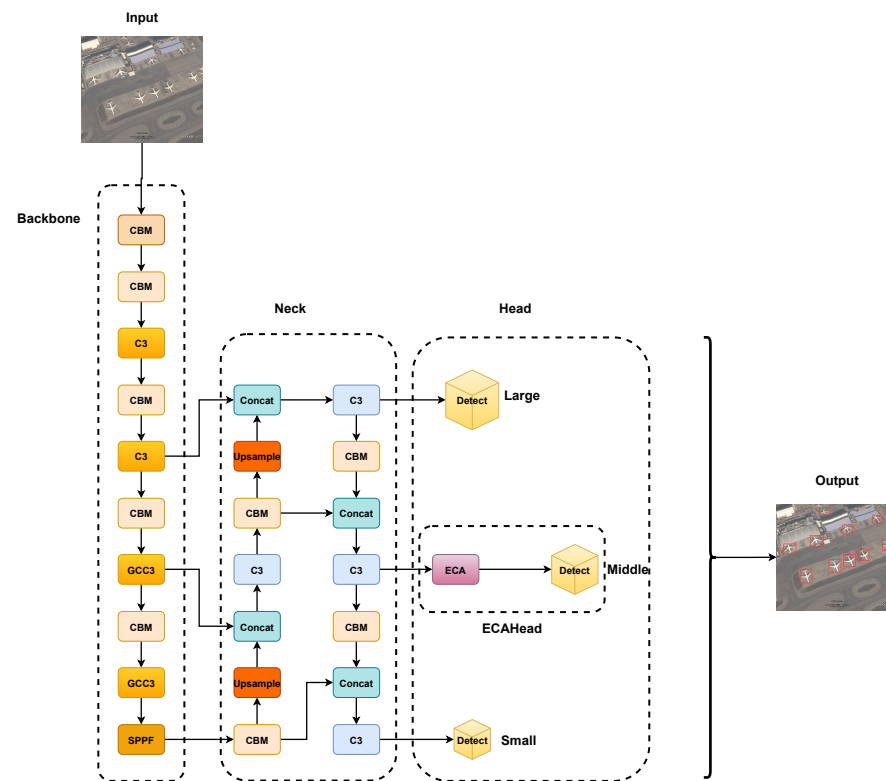 Input
Backbone
CBM
CBM
C3
CBM
C3
CBM
GCC3
CBM
GCC3
SPPF
Neck
Concat
Upsample
CBM
C3
Concat
Upsample
CBM
C3
CBM
Concat
C3
CBM
Concat
C3
Head
Detect
Large
ECA
Detect
Middle
ECAHead
Detect
Small
Output